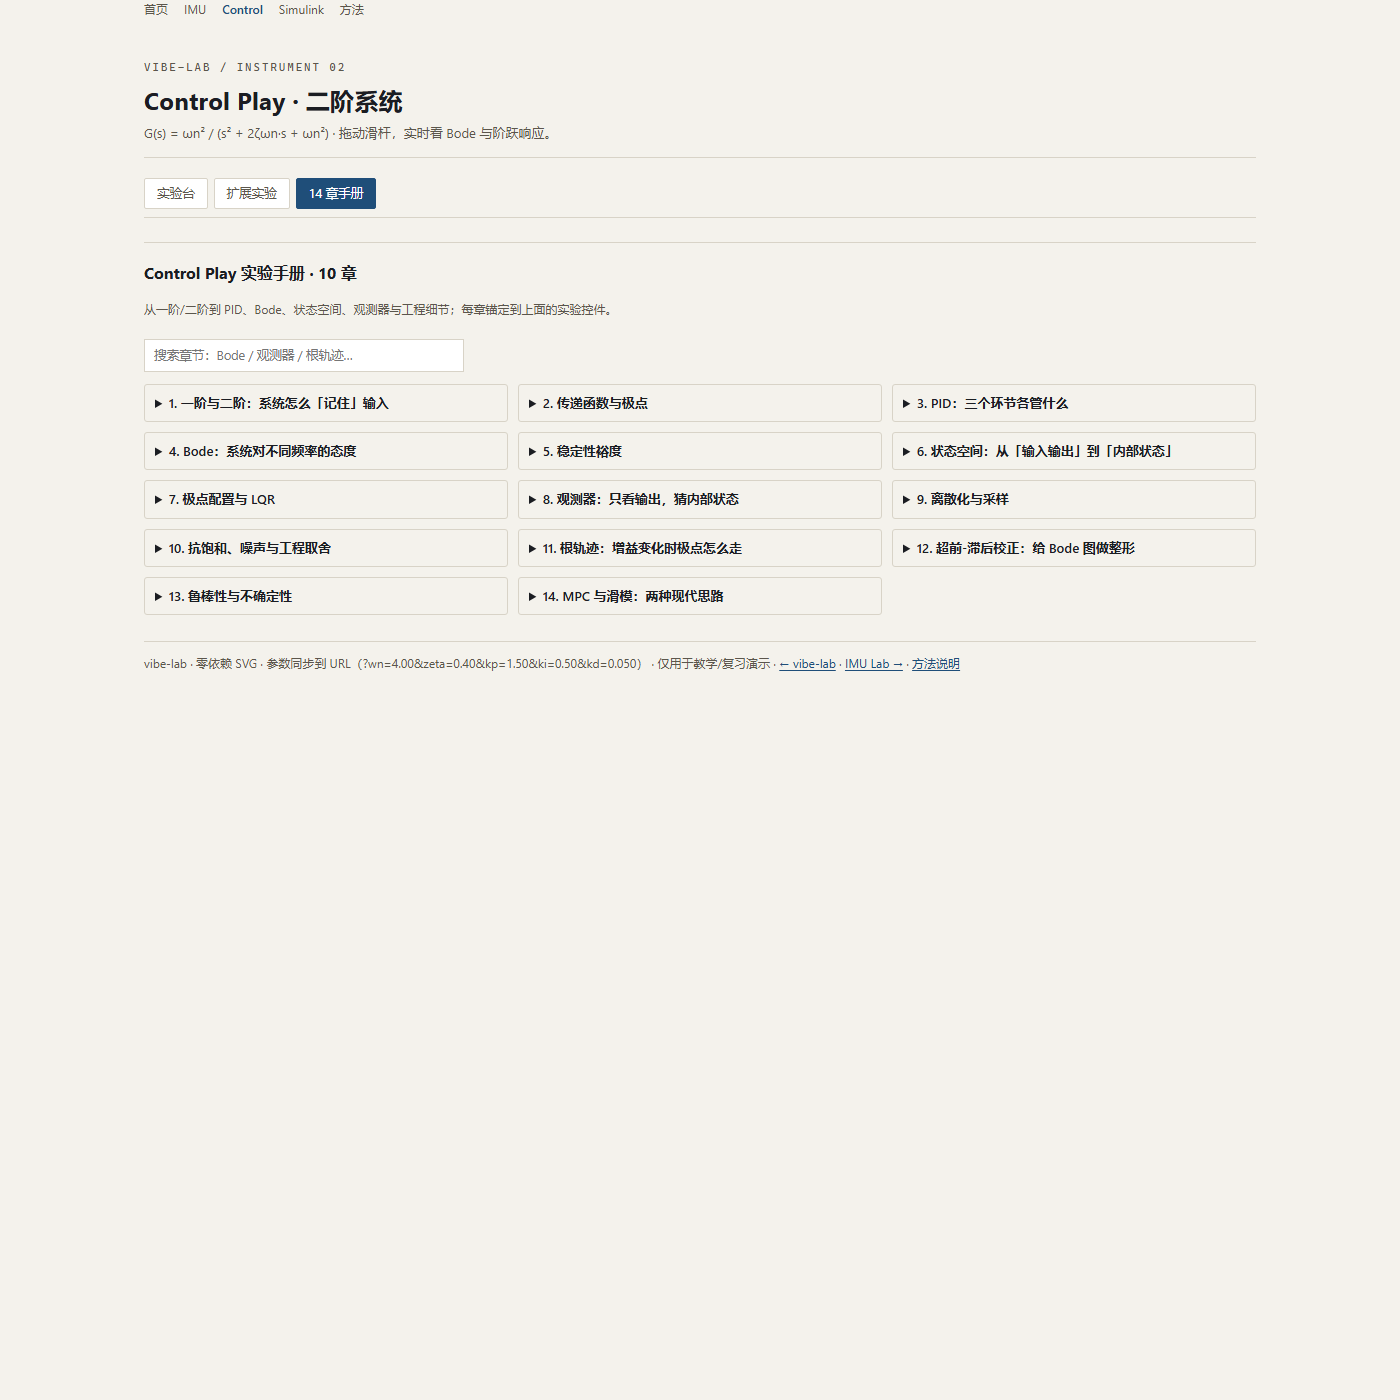 首页 IMU Control Simulink 方法
VIBE-LAB / INSTRUMENT 02
Control Play · 二阶系统
G(s) = ωn² / (s² + 2ζωn·s + ωn²) · 拖动滑杆，实时看 Bode 与阶跃响应。
实验台 扩展实验 14 章手册
Control Play 实验手册 · 10 章
从一阶/二阶到 PID、Bode、状态空间、观测器与工程细节；每章锚定到上面的实验控件。
搜索章节：Bode / 观测器 / 根轨迹...
▶ 1. 一阶与二阶：系统怎么「记住」输入
▶ 2. 传递函数与极点
▶ 3. PID：三个环节各管什么
▶ 4. Bode：系统对不同频率的态度
▶ 5. 稳定性裕度
▶ 6. 状态空间：从「输入输出」到「内部状态」
▶ 7. 极点配置与 LQR
▶ 8. 观测器：只看输出，猜内部状态
▶ 9. 离散化与采样
▶ 10. 抗饱和、噪声与工程取舍
▶ 11. 根轨迹：增益变化时极点怎么走
▶ 12. 超前-滞后校正：给 Bode 图做整形
▶ 13. 鲁棒性与不确定性
▶ 14. MPC 与滑模：两种现代思路
vibe-lab · 零依赖 SVG · 参数同步到 URL（?wn=4.00&zeta=0.40&kp=1.50&ki=0.50&kd=0.050） · 仅用于教学/复习演示 · ← vibe-lab · IMU Lab → · 方法说明